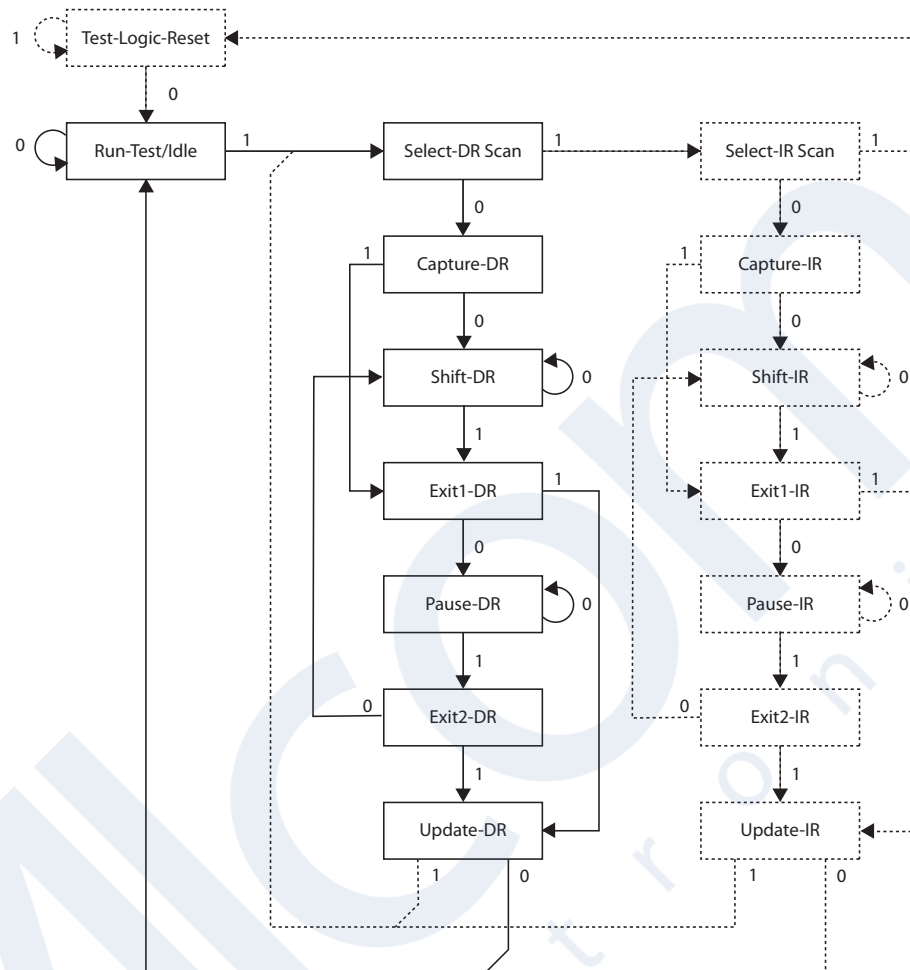 1
Test-Logic-Reset
0
0
Run-Test/Idle
1
Select-DR Scan
1
Select-IR Scan
1
0
0
1
Capture-DR
1
Capture-IR
0
0
Shift-DR
0
Shift-IR
0
1
1
Exit1-DR
1
Exit1-IR
1
0
0
Pause-DR
0
Pause-IR
0
1
1
0
Exit2-DR
0
Exit2-IR
1
1
Update-DR
Update-IR
1
0
1
0